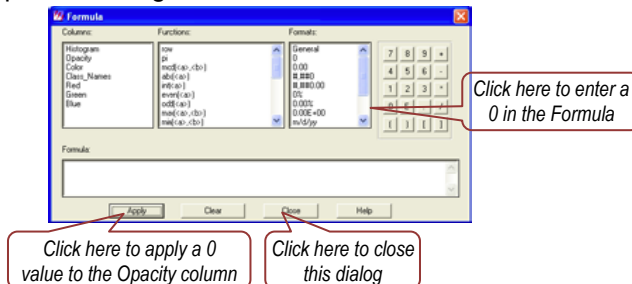 Formula
Columns: Functions: Formats:
Histogram
Opacity
Color
Class_Names
Red
Green
Blue
row
pi
mod(<a>,<b>)
abs(<a>)
int(<a>)
even(<a>)
odd(<a>)
max(<a>,<b>)
min(<a>,<b>)
General
0
0.00
#,##0
#,##0.00
0%
0.00%
0.00E+00
m/d/yy
7 8 9 +
4 5 6 -
1 2 3 *
0 E /
( ) [ ]
Click here to enter a
0 in the Formula
Formula:
Apply Clear Close Help
Click here to apply a 0
value to the Opacity column
Click here to close
this dialog